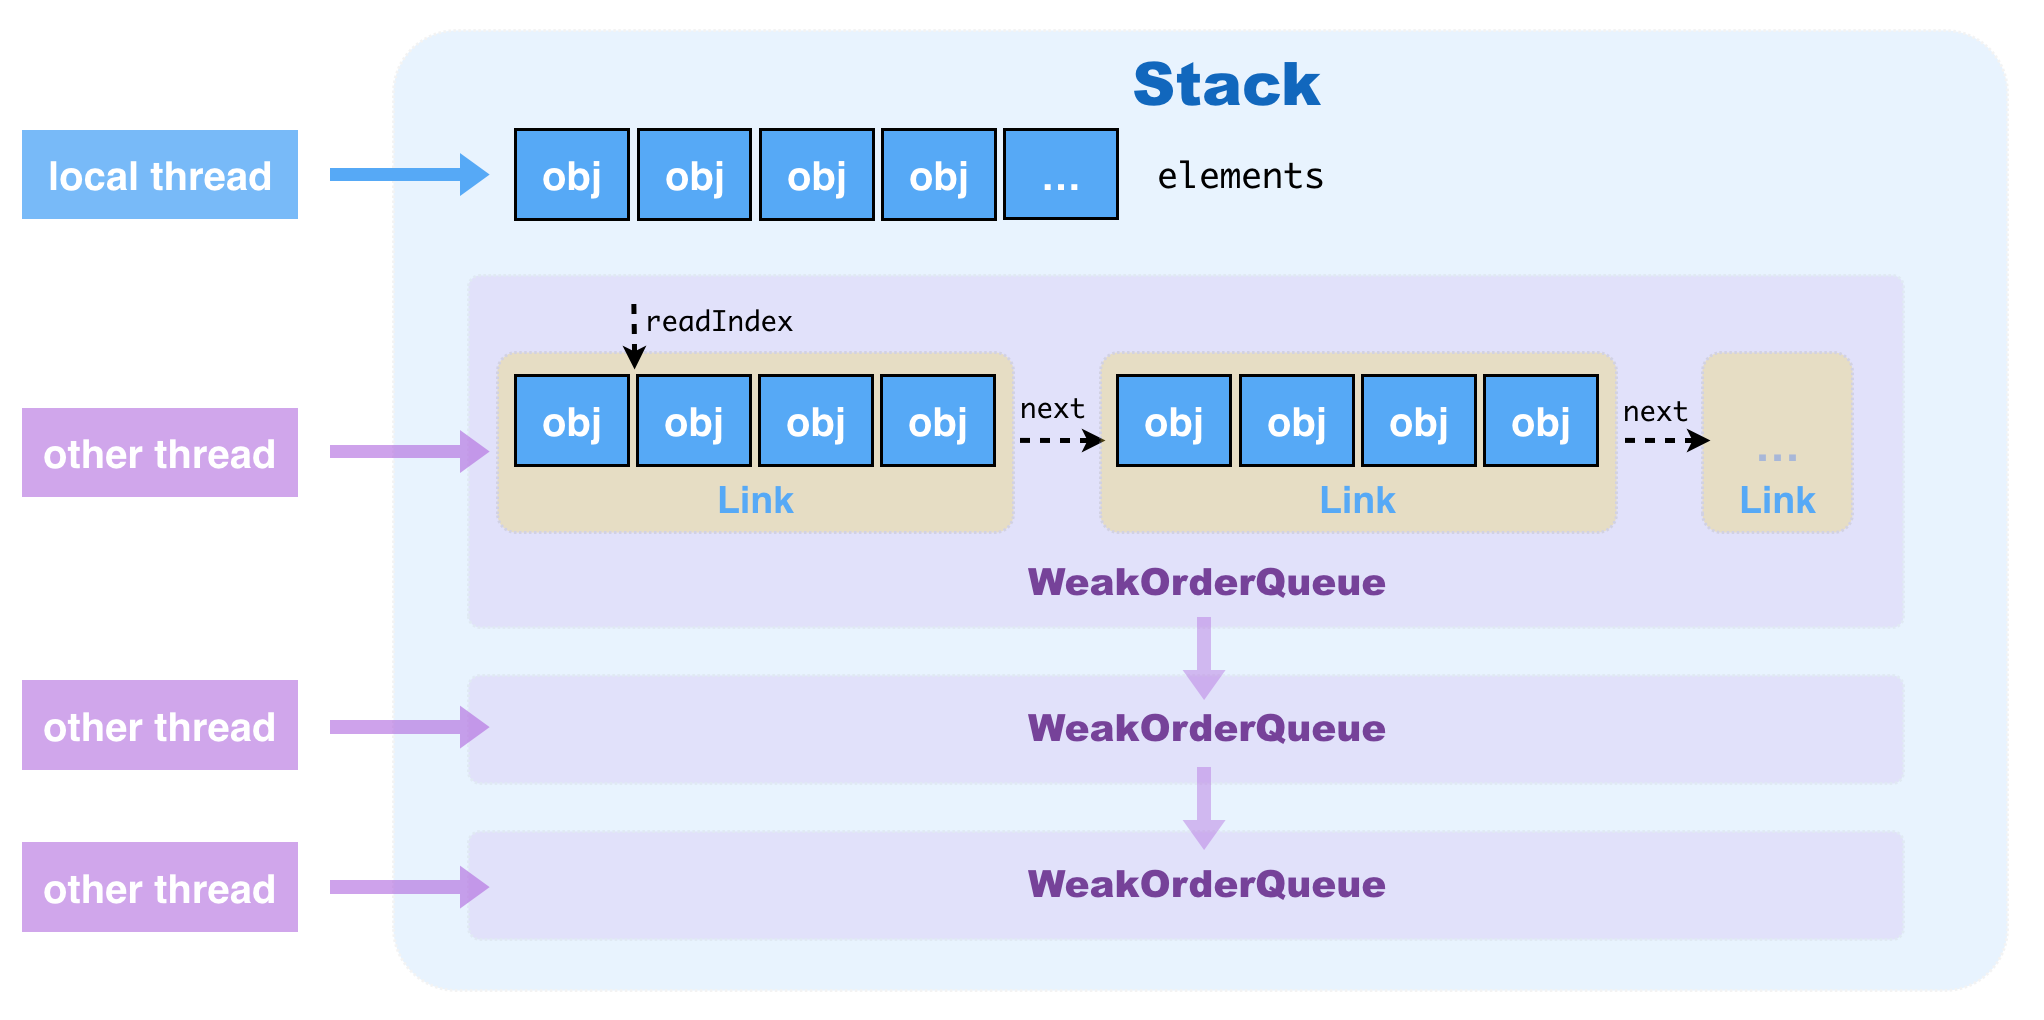 Stack
local thread
obj obj obj obj ... elements
readIndex
other thread
obj obj obj obj next obj obj obj obj next ...
Link Link Link
WeakOrderQueue
other thread
WeakOrderQueue
other thread
WeakOrderQueue